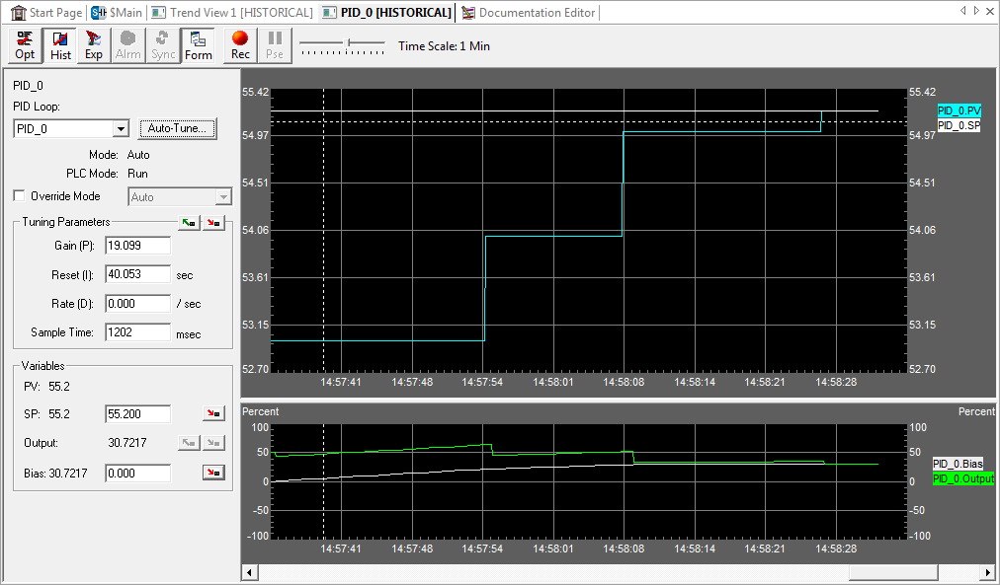 Start Page $Main Trend View 1 [HISTORICAL] PID_0 [HISTORICAL] Documentation Editor
Opt Hist Exp Alrm Sync Form Rec Pse Time Scale: 1 Min
PID_0
PID Loop:
PID_0 Auto-Tune...
Mode: Auto
PLC Mode: Run
Override Mode Auto
Tuning Parameters
Gain (P): 19.099
Reset (I): 40.053 sec
Rate (D): 0.000 / sec
Sample Time: 1202 msec
Variables
PV: 55.2
SP: 55.2 55.200
Output: 30.7217
Bias: 30.7217 0.000
55.42 55.42
PID_0.PV
PID_0.SP
54.97 54.97
54.51 54.51
54.06 54.06
53.61 53.61
53.15 53.15
52.70 52.70
14:57:41 14:57:48 14:57:54 14:58:01 14:58:08 14:58:14 14:58:21 14:58:28
Percent Percent
100 100
50 50
PID_0.Bias
PID_0.Output
0 0
-50 -50
-100 -100
14:57:41 14:57:48 14:57:54 14:58:01 14:58:08 14:58:14 14:58:21 14:58:28